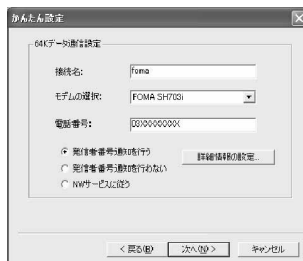 かんたん設定
64Kデータ通信設定
接続名: foma
モデムの選択: FOMA SH703i
電話番号: 03XXXXXXXX
発信者番号通知を行う
詳細情報の設定...
発信者番号通知を行わない
NWサービスに従う
< 戻る(B) 次へ(N) > キャンセル